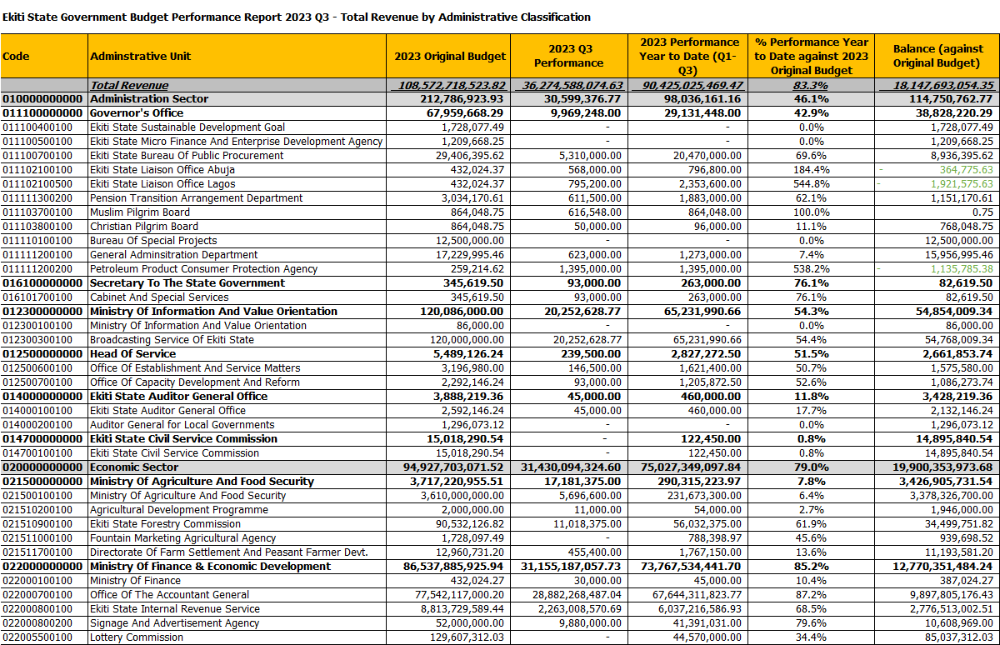 Ekiti State Government Budget Performance Report 2023 Q3 - Total Revenue by Administrative Classification
Code Adminstrative Unit 2023 Original Budget 2023 Q3 Performance 2023 Performance Year to Date (Q1-Q3) % Performance Year to Date against 2023 Original Budget Balance (against Original Budget)
Total Revenue 108,572,718,523.82 36,274,588,074.63 90,425,025,469.47 83.3% 18,147,693,054.35
010000000000 Administration Sector 212,786,923.93 30,599,376.77 98,036,161.16 46.1% 114,750,762.77
011100000000 Governor's Office 67,959,668.29 9,969,248.00 29,131,448.00 42.9% 38,828,220.29
011100400100 Ekiti State Sustainable Development Goal 1,728,077.49 - - 0.0% 1,728,077.49
011100500100 Ekiti State Micro Finance And Enterprise Development Agency 1,209,668.25 - - 0.0% 1,209,668.25
011100700100 Ekiti State Bureau Of Public Procurement 29,406,395.62 5,310,000.00 20,470,000.00 69.6% 8,936,395.62
011102100100 Ekiti State Liaison Office Abuja 432,024.37 568,000.00 796,800.00 184.4% - 364,775.63
011102100500 Ekiti State Liaison Office Lagos 432,024.37 795,200.00 2,353,600.00 544.8% - 1,921,575.63
011111300200 Pension Transition Arrangement Department 3,034,170.61 611,500.00 1,883,000.00 62.1% 1,151,170.61
011103700100 Muslim Pilgrim Board 864,048.75 616,548.00 864,048.00 100.0% 0.75
011103800100 Christian Pilgrim Board 864,048.75 50,000.00 96,000.00 11.1% 768,048.75
011110100100 Bureau Of Special Projects 12,500,000.00 - - 0.0% 12,500,000.00
011111200100 General Adminsitration Department 17,229,995.46 623,000.00 1,273,000.00 7.4% 15,956,995.46
011111200200 Petroleum Product Consumer Protection Agency 259,214.62 1,395,000.00 1,395,000.00 538.2% - 1,135,785.38
016100000000 Secretary To The State Government 345,619.50 93,000.00 263,000.00 76.1% 82,619.50
016101700100 Cabinet And Special Services 345,619.50 93,000.00 263,000.00 76.1% 82,619.50
012300000000 Ministry Of Information And Value Orientation 120,086,000.00 20,252,628.77 65,231,990.66 54.3% 54,854,009.34
012300100100 Ministry Of Information And Value Orientation 86,000.00 - - 0.0% 86,000.00
012300300100 Broadcasting Service Of Ekiti State 120,000,000.00 20,252,628.77 65,231,990.66 54.4% 54,768,009.34
012500000000 Head Of Service 5,489,126.24 239,500.00 2,827,272.50 51.5% 2,661,853.74
012500600100 Office Of Establishment And Service Matters 3,196,980.00 146,500.00 1,621,400.00 50.7% 1,575,580.00
012500700100 Office Of Capacity Development And Reform 2,292,146.24 93,000.00 1,205,872.50 52.6% 1,086,273.74
014000000000 Ekiti State Auditor General Office 3,888,219.36 45,000.00 460,000.00 11.8% 3,428,219.36
014000100100 Ekiti State Auditor General Office 2,592,146.24 45,000.00 460,000.00 17.7% 2,132,146.24
014000200100 Auditor General for Local Governments 1,296,073.12 - - 0.0% 1,296,073.12
014700000000 Ekiti State Civil Service Commission 15,018,290.54 - 122,450.00 0.8% 14,895,840.54
014700100100 Ekiti State Civil Service Commission 15,018,290.54 - 122,450.00 0.8% 14,895,840.54
020000000000 Economic Sector 94,927,703,071.52 31,430,094,324.60 75,027,349,097.84 79.0% 19,900,353,973.68
021500000000 Ministry Of Agriculture And Food Security 3,717,220,955.51 17,181,375.00 290,315,223.97 7.8% 3,426,905,731.54
021500100100 Ministry Of Agriculture And Food Security 3,610,000,000.00 5,696,600.00 231,673,300.00 6.4% 3,378,326,700.00
021510200100 Agricultural Development Programme 2,000,000.00 11,000.00 54,000.00 2.7% 1,946,000.00
021510900100 Ekiti State Forestry Commission 90,532,126.82 11,018,375.00 56,032,375.00 61.9% 34,499,751.82
021511000100 Fountain Marketing Agricultural Agency 1,728,097.49 - 788,398.97 45.6% 939,698.52
021511700100 Directorate Of Farm Settlement And Peasant Farmer Devt. 12,960,731.20 455,400.00 1,767,150.00 13.6% 11,193,581.20
022000000000 Ministry Of Finance & Economic Development 86,537,885,925.94 31,155,187,057.73 73,767,534,441.70 85.2% 12,770,351,484.24
022000100100 Ministry Of Finance 432,024.27 30,000.00 45,000.00 10.4% 387,024.27
022000700100 Office Of The Accountant General 77,542,117,000.20 28,882,268,487.04 67,644,311,823.77 87.2% 9,897,805,176.43
022000800100 Ekiti State Internal Revenue Service 8,813,729,589.44 2,263,008,570.69 6,037,216,586.93 68.5% 2,776,513,002.51
022000800200 Signage And Advertisement Agency 52,000,000.00 9,880,000.00 41,391,031.00 79.6% 10,608,969.00
022005500100 Lottery Commission 129,607,312.03 - 44,570,000.00 34.4% 85,037,312.03